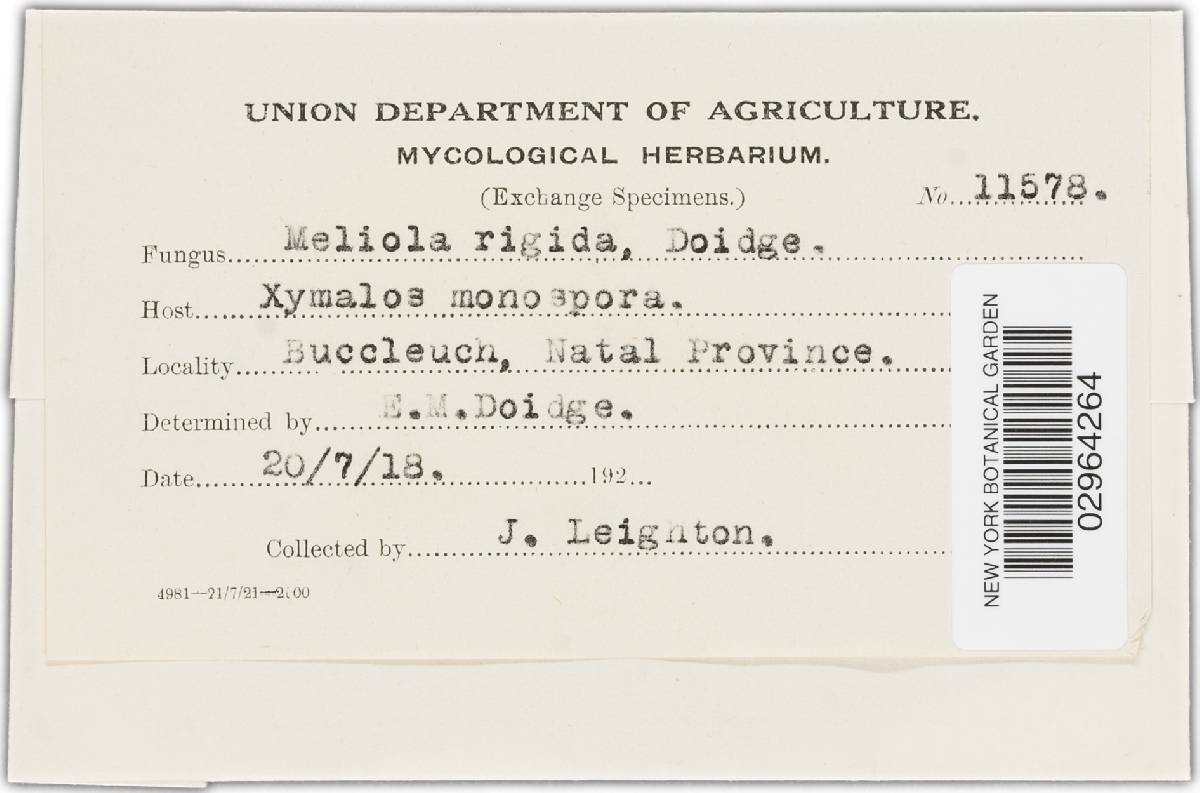 UNION DEPARTMENT OF AGRICULTURE.
MYCOLOGICAL HERBARIUM.
(Exchange Specimens.)
No. 11578.
Fungus Meliola rigida, Doidge.
Host Xymalos monospora.
Locality Buccleuch, Natal Province.
Determined by E.M.Doidge.
Date 20/7/18. 192...
Collected by J. Leighton.
4981—21/7/21—2000
NEW YORK BOTANICAL GARDEN
02964264